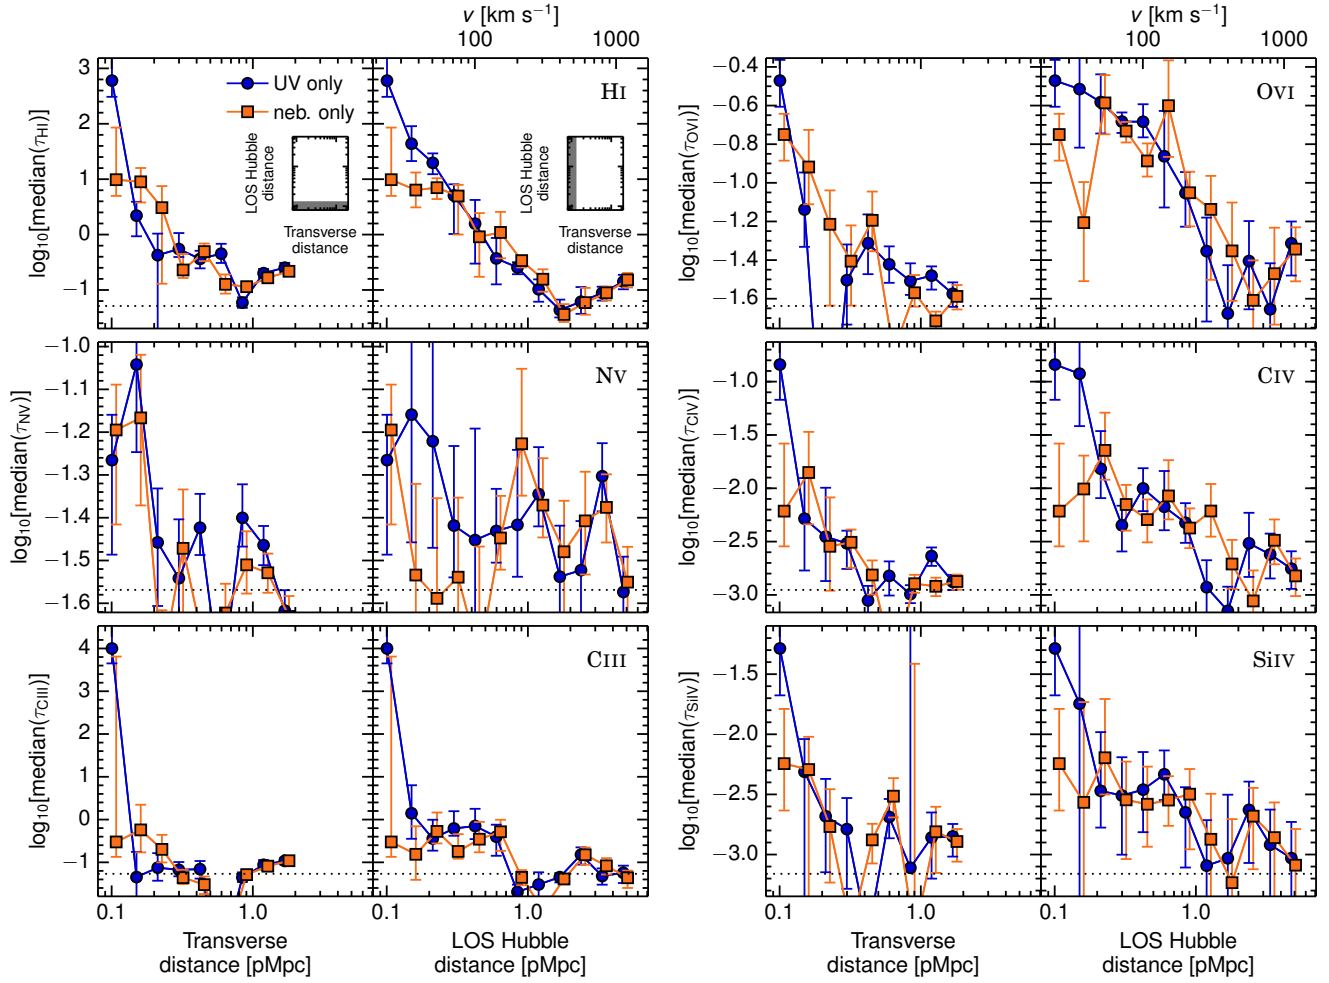 v [km s⁻¹]
100 1000
v [km s⁻¹]
100 1000
log₁₀[median(τHI)]
3
2
1
0
−1
UV only
neb. only
LOS Hubble
distance
Transverse
distance
HI
LOS Hubble
distance
Transverse
distance
log₁₀[median(τOVI)]
−0.4
−0.6
−0.8
−1.0
−1.2
−1.4
−1.6
OVI
log₁₀[median(τNV)]
−1.0
−1.1
−1.2
−1.3
−1.4
−1.5
−1.6
NV
log₁₀[median(τCIV)]
−1.0
−1.5
−2.0
−2.5
−3.0
CIV
log₁₀[median(τCIII)]
4
3
2
1
0
−1
CIII
log₁₀[median(τSiIV)]
−1.5
−2.0
−2.5
−3.0
SiIV
0.1 1.0
0.1 1.0
0.1 1.0
0.1 1.0
Transverse
distance [pMpc]
LOS Hubble
distance [pMpc]
Transverse
distance [pMpc]
LOS Hubble
distance [pMpc]